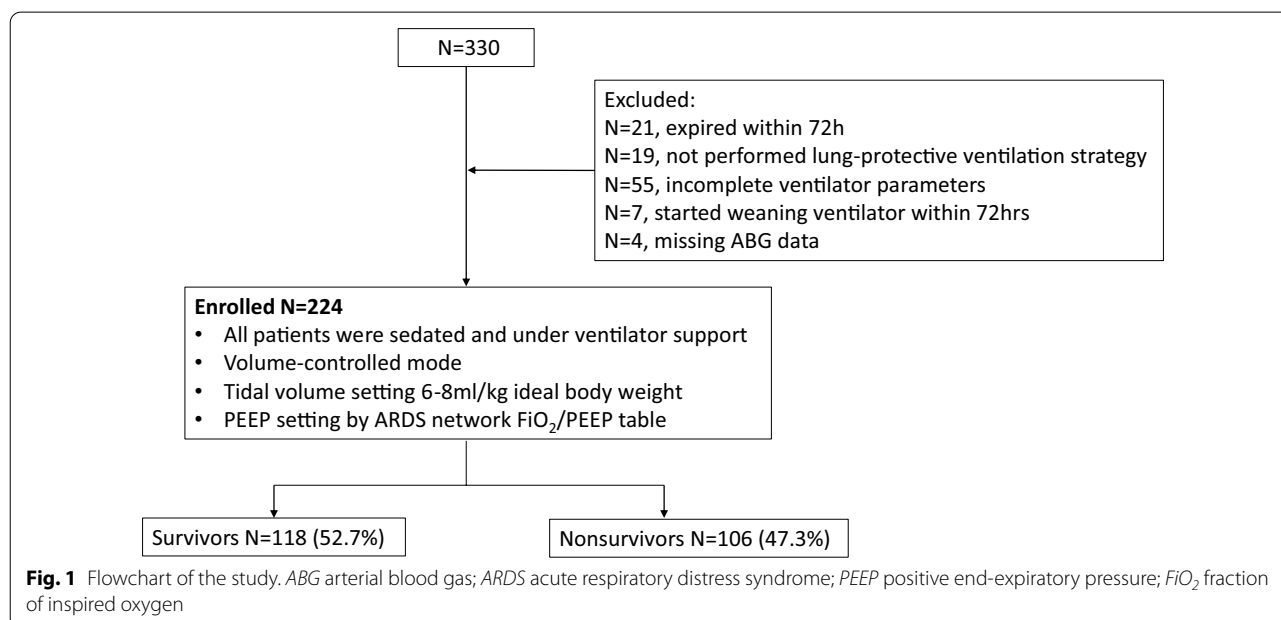 N=330
Excluded:
N=21, expired within 72h
N=19, not performed lung-protective ventilation strategy
N=55, incomplete ventilator parameters
N=7, started weaning ventilator within 72hrs
N=4, missing ABG data
Enrolled N=224
• All patients were sedated and under ventilator support
• Volume-controlled mode
• Tidal volume setting 6-8ml/kg ideal body weight
• PEEP setting by ARDS network FiO₂/PEEP table
Survivors N=118 (52.7%)
Nonsurvivors N=106 (47.3%)
Fig. 1 Flowchart of the study. ABG arterial blood gas; ARDS acute respiratory distress syndrome; PEEP positive end-expiratory pressure; FiO₂ fraction
of inspired oxygen